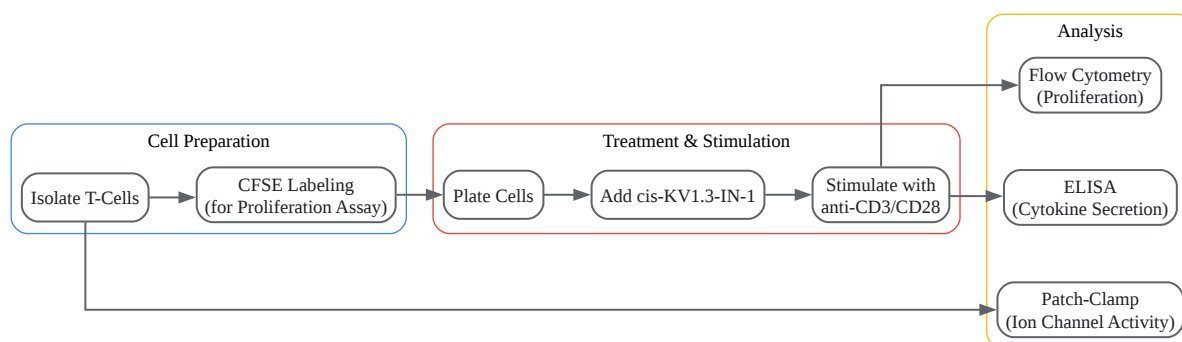 Cell Preparation
Isolate T-Cells
CFSE Labeling
(for Proliferation Assay)
Treatment & Stimulation
Plate Cells
Add cis-KV1.3-IN-1
Stimulate with
anti-CD3/CD28
Analysis
Flow Cytometry
(Proliferation)
ELISA
(Cytokine Secretion)
Patch-Clamp
(Ion Channel Activity)